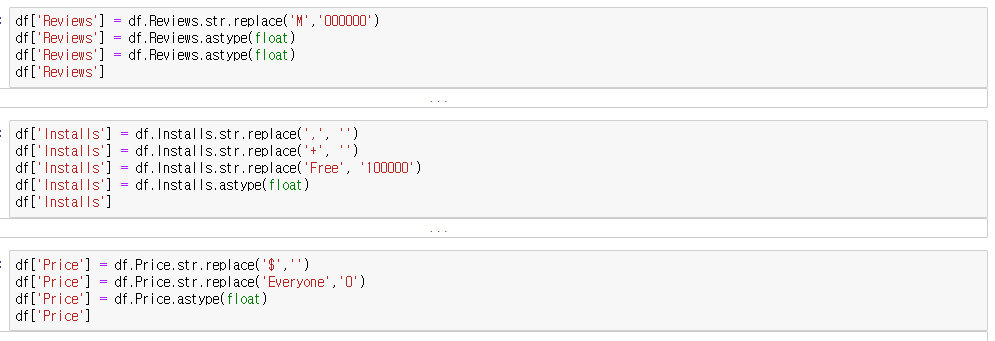 df['Reviews'] = df.Reviews.str.replace('M','000000')
df['Reviews'] = df.Reviews.astype(float)
df['Reviews'] = df.Reviews.astype(float)
df['Reviews']
...
df['Installs'] = df.Installs.str.replace(',', '')
df['Installs'] = df.Installs.str.replace('+', '')
df['Installs'] = df.Installs.str.replace('Free', '100000')
df['Installs'] = df.Installs.astype(float)
df['Installs']
...
df['Price'] = df.Price.str.replace('$','')
df['Price'] = df.Price.str.replace('Everyone','0')
df['Price'] = df.Price.astype(float)
df['Price']